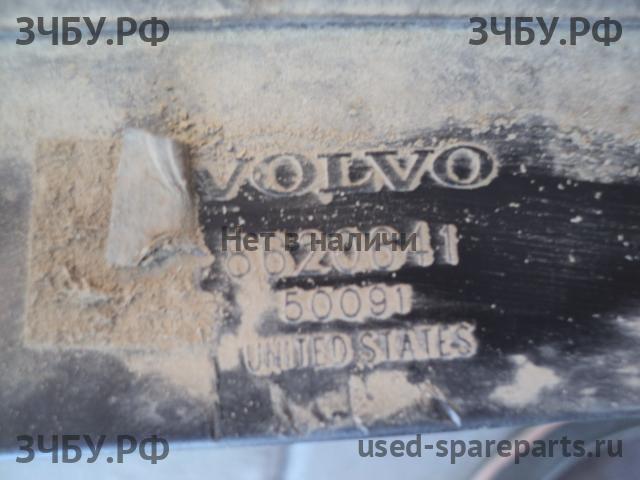 ЗЧБУ.РФ ЗЧБУ.РФ
VOLVO
Нет в наличии
50091
UNITED STATES
ЗЧБУ.РФ used-spareparts.ru